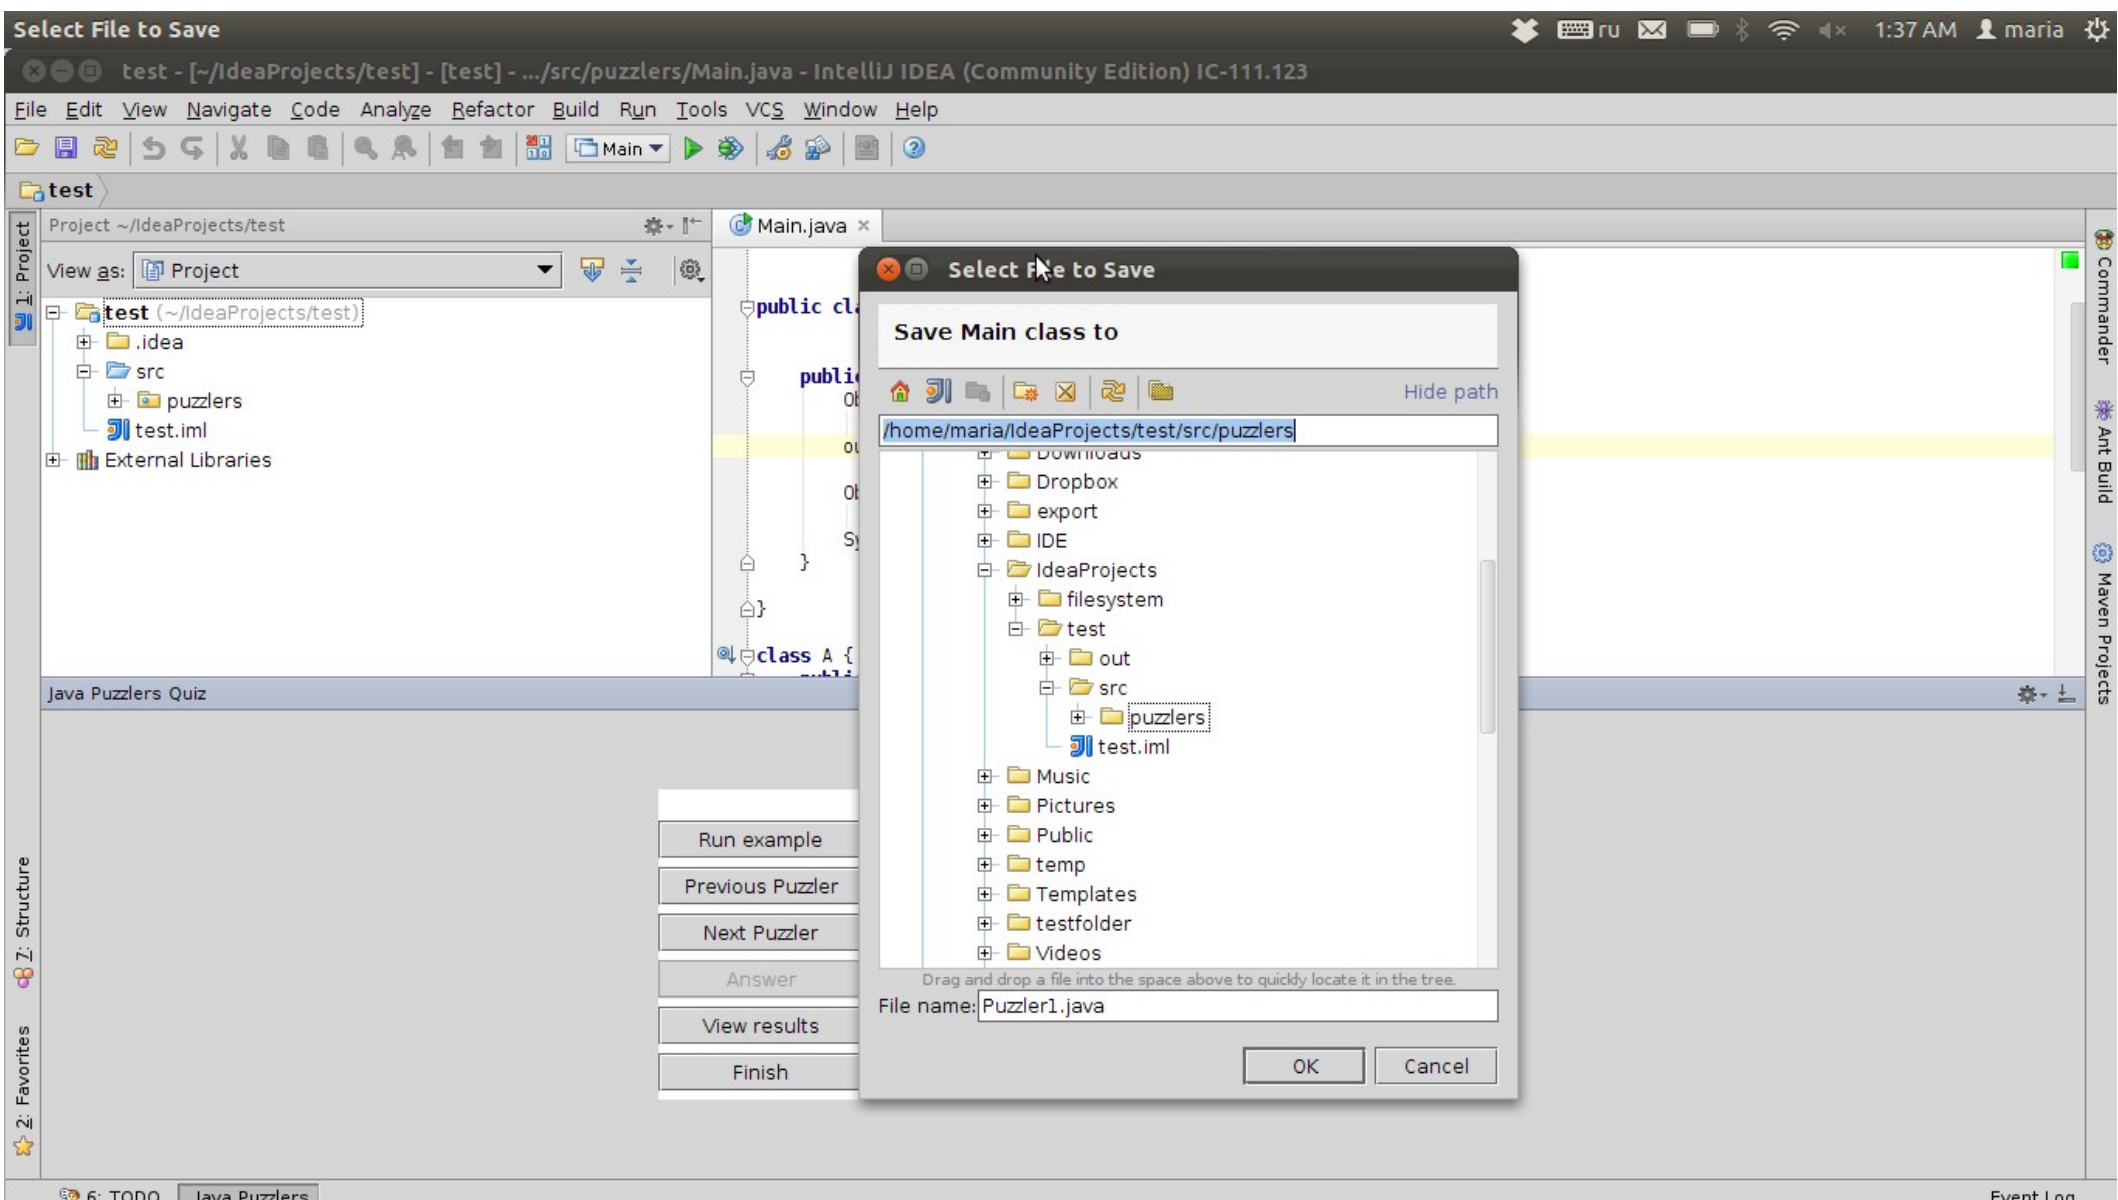 Select File to Save
ru
1:37 AM
maria
test - [~/IdeaProjects/test] - [test] - .../src/puzzlers/Main.java - IntelliJ IDEA (Community Edition) IC-111.123
File Edit View Navigate Code Analyze Refactor Build Run Tools VCS Window Help
Main
test
Project ~/IdeaProjects/test
Main.java
View as: Project
test (~/IdeaProjects/test)
.idea
src
puzzlers
test.iml
External Libraries
1: Project
7: Structure
2: Favorites
public cla
publi
Ob
ou
Ob
Sy
}
}
class A {
Select File to Save
Save Main class to
Hide path
/home/maria/IdeaProjects/test/src/puzzlers
Downloads
Dropbox
export
IDE
IdeaProjects
filesystem
test
out
src
puzzlers
test.iml
Music
Pictures
Public
temp
Templates
testfolder
Videos
Drag and drop a file into the space above to quickly locate it in the tree.
File name: Puzzler1.java
OK Cancel
Commander
Ant Build
Maven Projects
Java Puzzlers Quiz
Run example
Previous Puzzler
Next Puzzler
Answer
View results
Finish
6: TODO
Java Puzzlers
Event Log